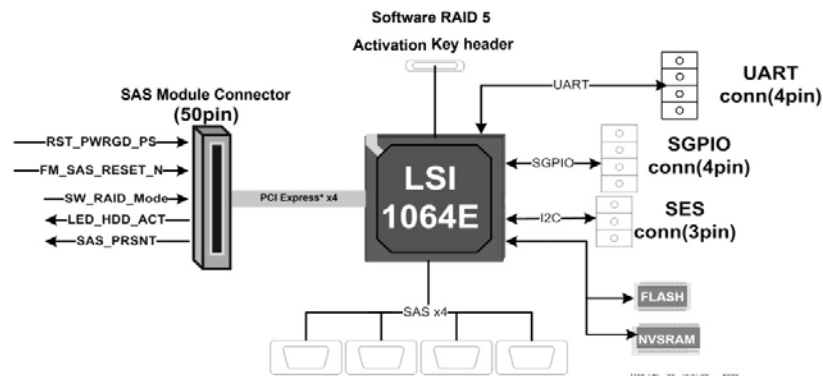 Software RAID 5
Activation Key header
SAS Module Connector
(50pin)
RST_PWRGD_PS
FM_SAS_RESET_N
SW_RAID_Mode
LED_HDD_ACT
SAS_PRSNT
PCI Express* x4
LSI
1064E
UART
UART
conn(4pin)
SGPIO
SGPIO
conn(4pin)
I2C
SES
conn(3pin)
FLASH
NVSRAM
SAS x4